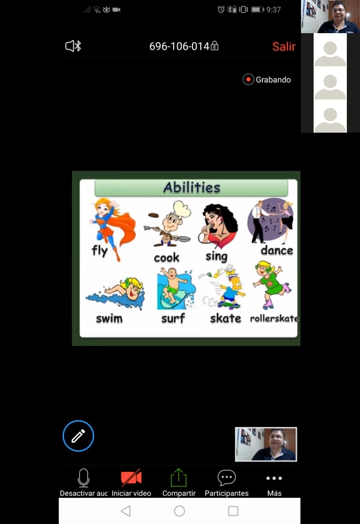 9:37
696-106-014
Salir
Grabando
Abilities
fly
cook
sing
dance
swim
surf
skate
rollerskate
Desactivar auc
Iniciar video
Compartir
Participantes
Más